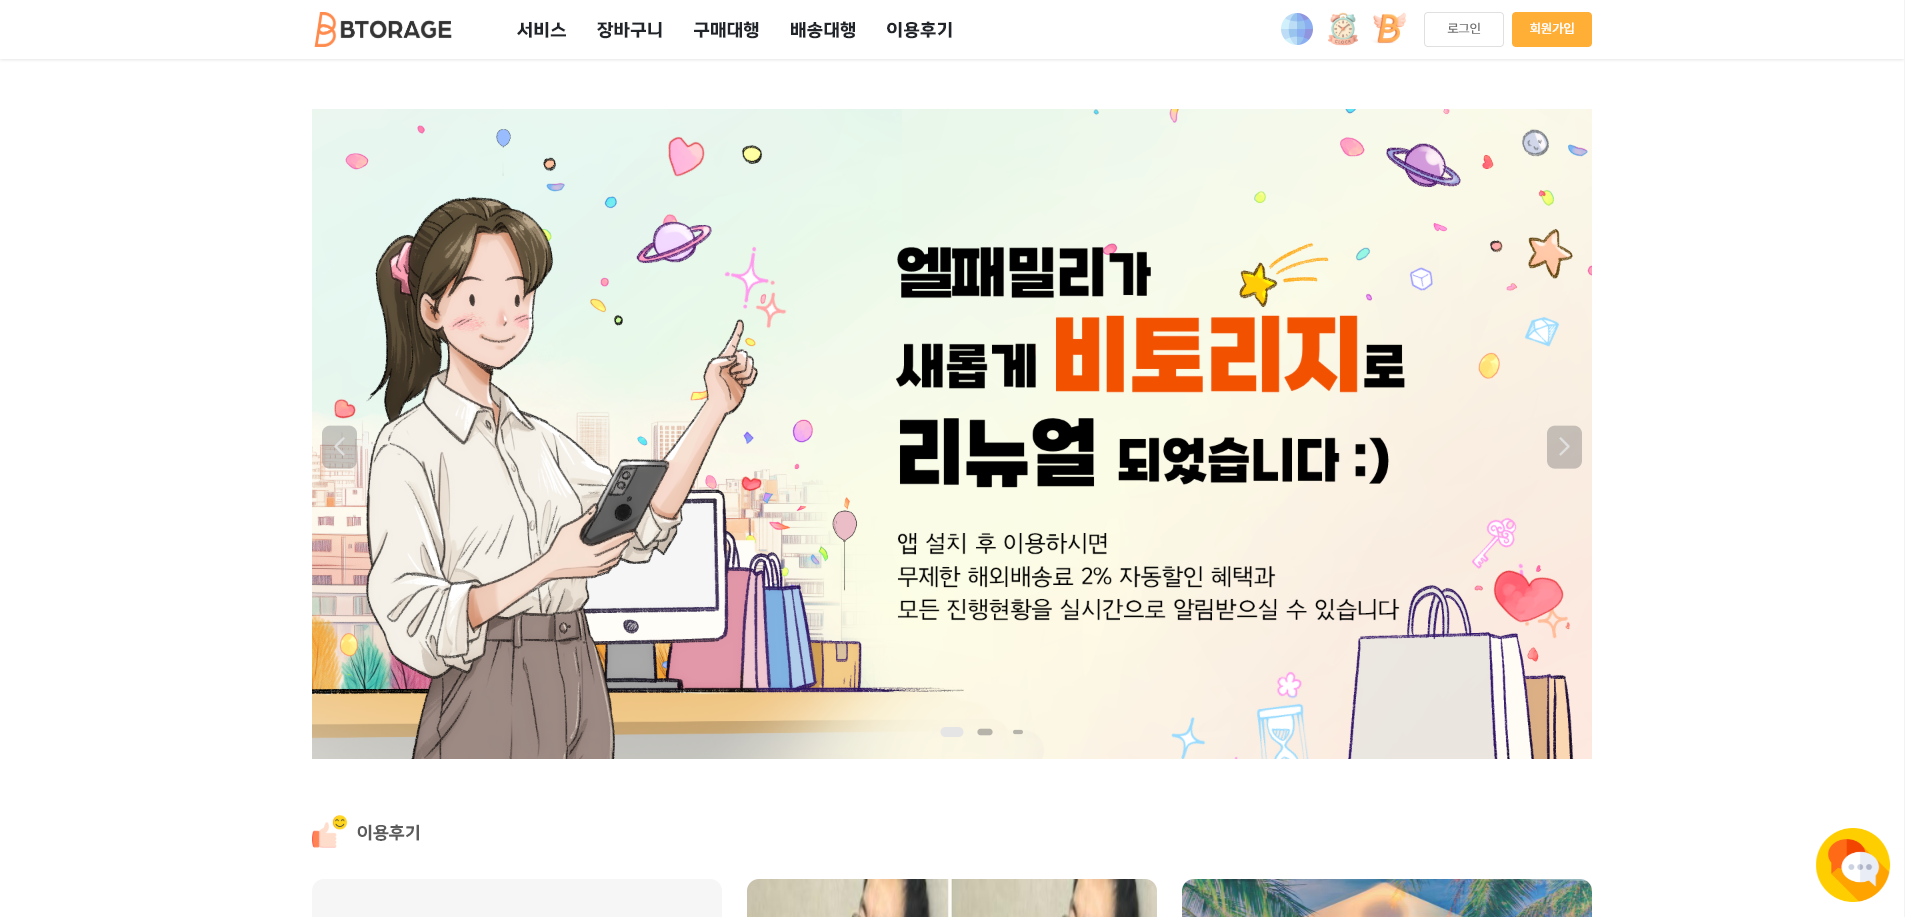 BTORAGE
서비스
장바구니
구매대행
배송대행
이용후기
로그인
회원가입
엘패밀리가
새롭게 비토리지로
리뉴얼 되었습니다 :)
앱 설치 후 이용하시면
무제한 해외배송료 2% 자동할인 혜택과
모든 진행현황을 실시간으로 알림받으실 수 있습니다
이용후기